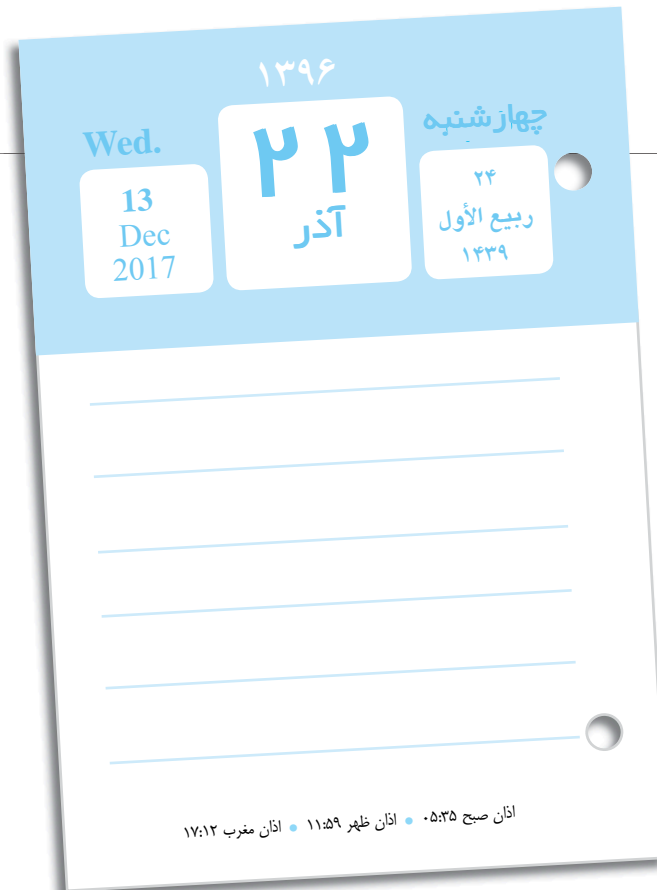 ۱۳۹۶
چهارشنبه
۲۴
ربیع الأول
۱۴۳۹
۲۲
آذر
Wed.
13
Dec
2017
اذان صبح ۰۵:۳۵ • اذان ظهر ۱۱:۵۹ • اذان مغرب ۱۷:۱۲